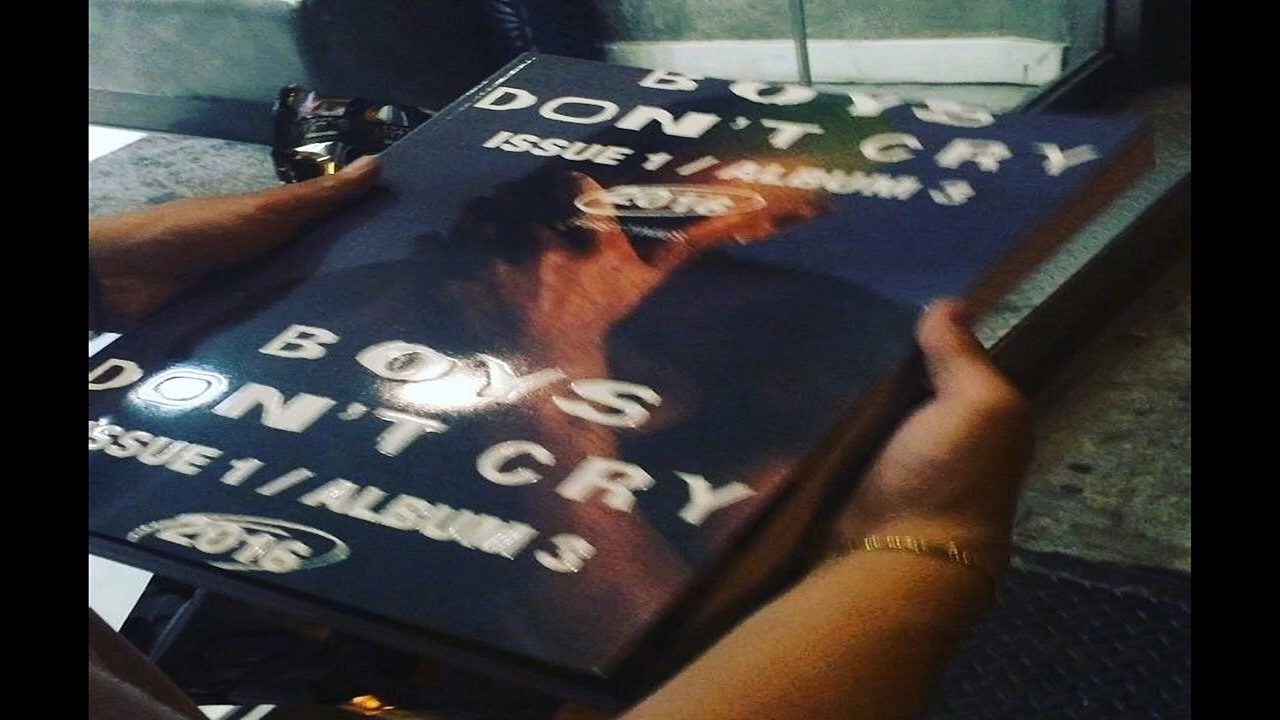 BOYS
DON'T CRY
ISSUE 1 / ALBUM 3
2016
BOYS
DON'T CRY
ISSUE 1 / ALBUM 3
2016